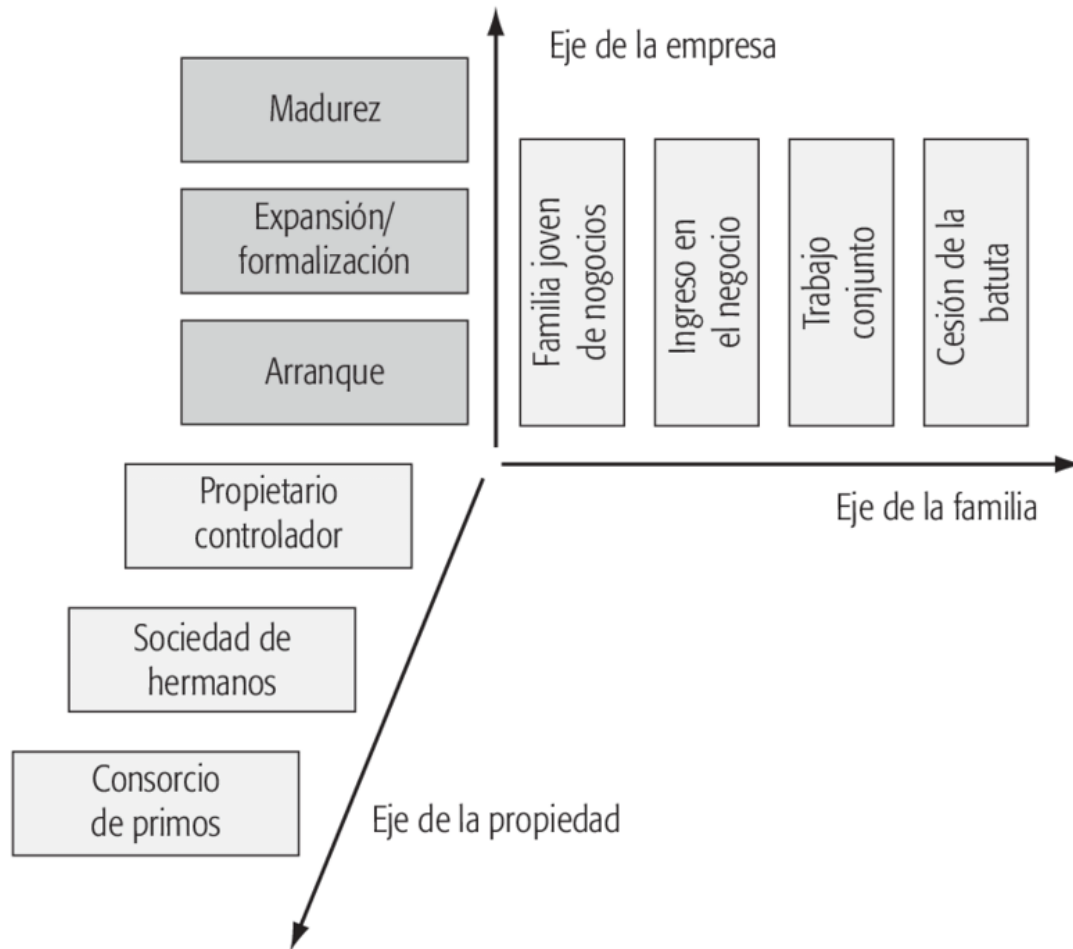 Eje de la empresa
Madurez
Expansión/
formalización
Arranque
Familia joven
de nogocios
Ingreso en
el negocio
Trabajo
conjunto
Cesión de la
batuta
Eje de la familia
Propietario
controlador
Sociedad de
hermanos
Consorcio
de primos
Eje de la propiedad